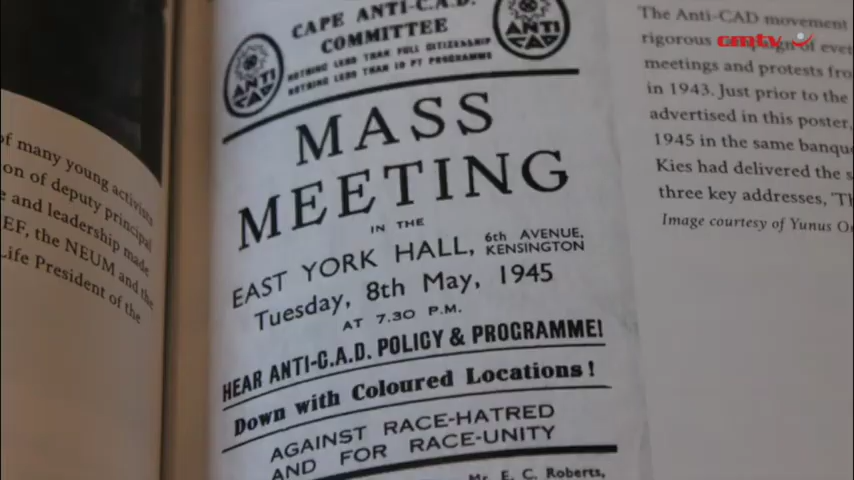 of many young activists
on of deputy principal
e and leadership made
EF, the NEUM and the
Life President of the
CAPE ANTI-C.A.D.
COMMITTEE
NOTHING LESS THAN FULL CITIZENSHIP
NOTHING LESS THAN 10 PT PROGRAMME
ANTI
CAD
ANTI
CAD
MASS
MEETING
IN THE
EAST YORK HALL, 6th AVENUE, KENSINGTON
Tuesday, 8th May, 1945
AT 7.30 P.M.
HEAR ANTI-C.A.D. POLICY & PROGRAMME!
Down with Coloured Locations!
AGAINST RACE-HATRED
AND FOR RACE-UNITY
Mr. E. C. Roberts,
The Anti-CAD movement
rigorous
meetings and protests fro
in 1943. Just prior to the
advertised in this poster,
1945 in the same banque
Kies had delivered the s
three key addresses, 'Th
Image courtesy of Yunus O
cmtv